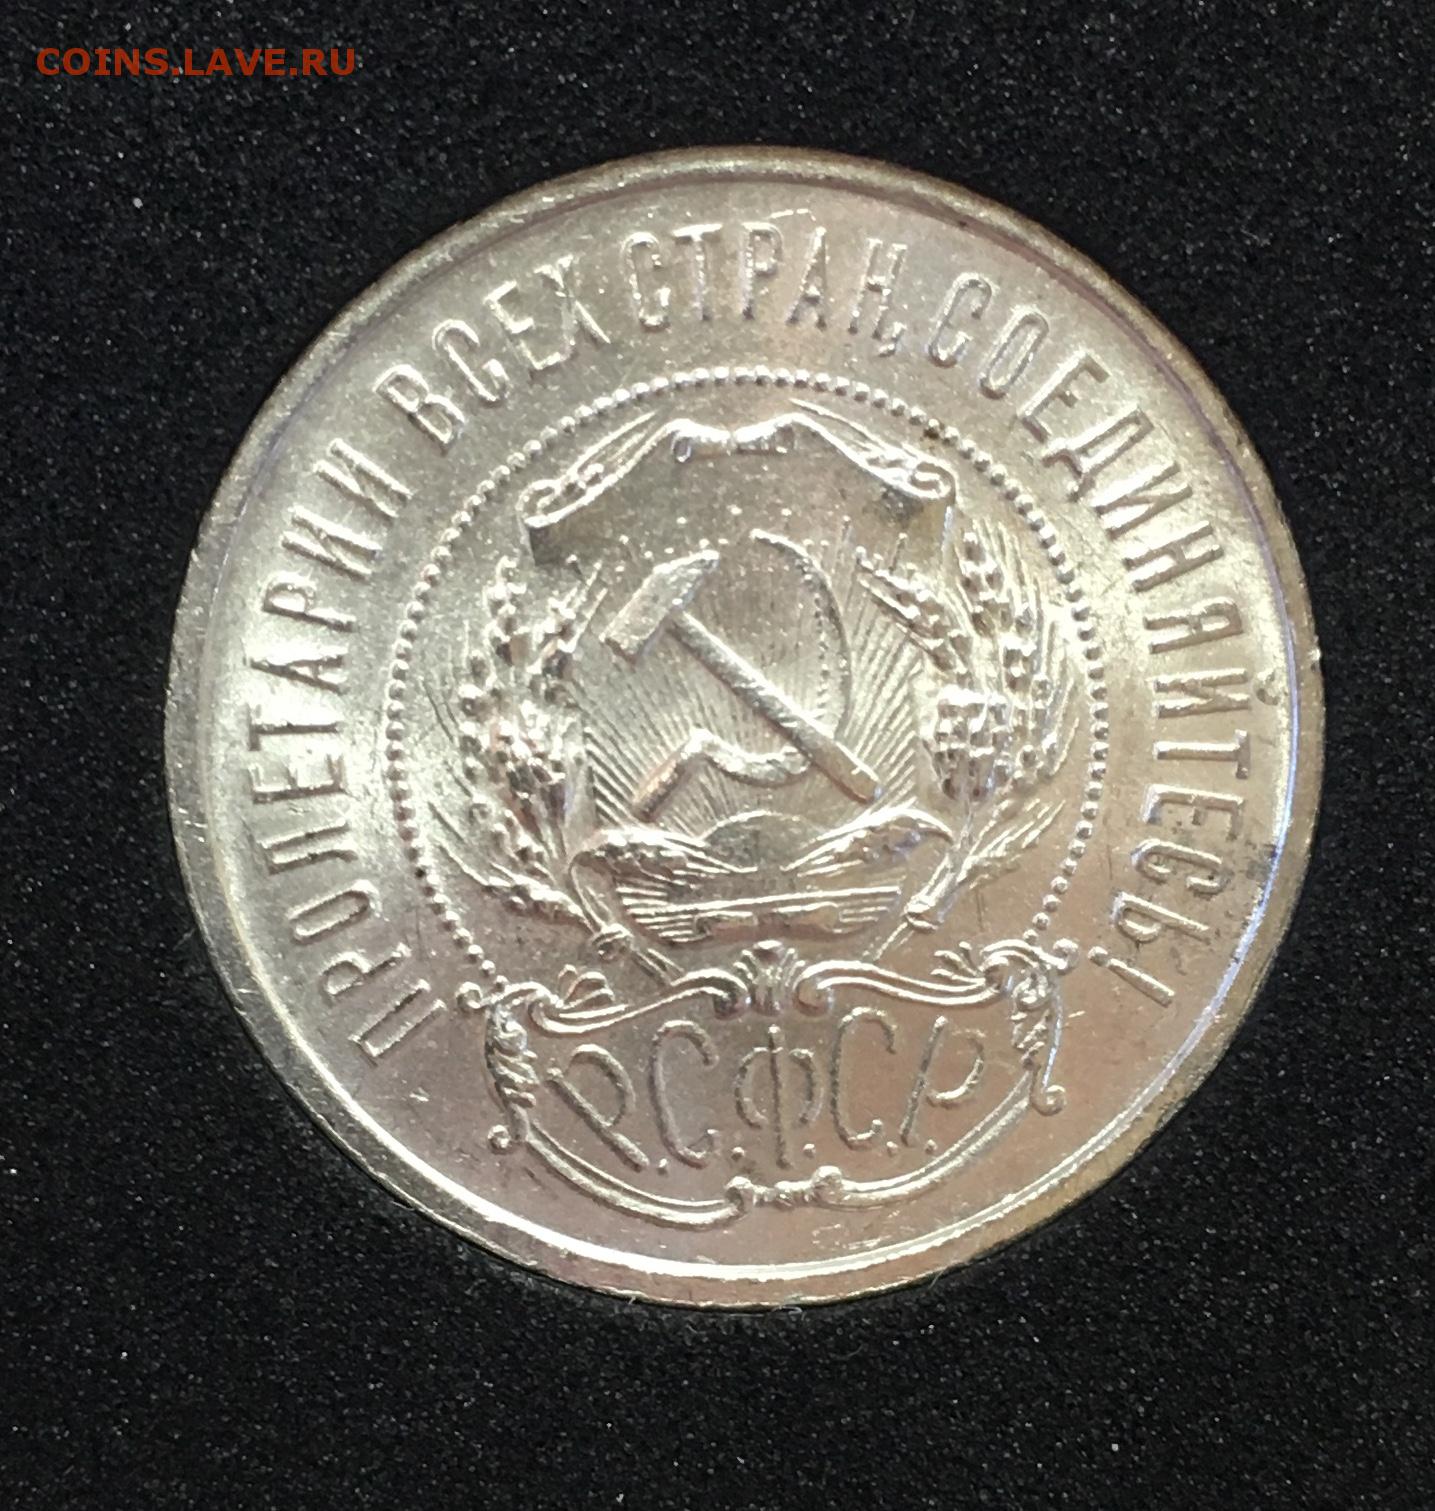 COINS.LAVE.RU
ПРОЛЕТАРИИ ВСЕХ СТРАН, СОЕДИНЯЙТЕСЬ!
Р.С.Ф.С.Р.